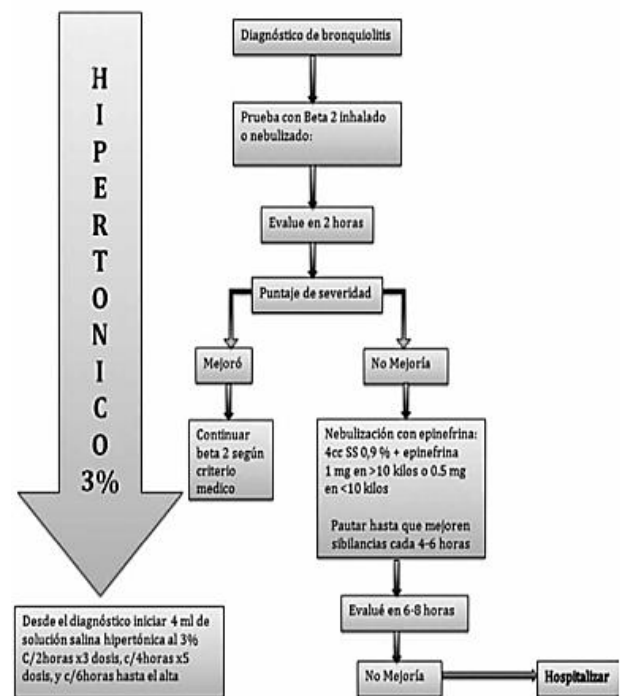 H
I
P
E
R
T
O
N
I
C
O
3%
Desde el diagnóstico iniciar 4 ml de
solución salina hipertónica al 3%
C/2horas x3 dosis, c/4horas x5
dosis, y c/6horas hasta el alta
Diagnóstico de bronquiolitis
Prueba con Beta 2 inhalado
o nebulizado:
Evalue en 2 horas
Puntaje de severidad
Mejoró
Continuar
beta 2 según
criterio
medico
No Mejoría
Nebulización con epinefrina:
4cc SS 0,9 % + epinefrina
1 mg en >10 kilos o 0.5 mg
en <10 kilos
Pautar hasta que mejoren
sibilancias cada 4-6 horas
Evalué en 6-8 horas
No Mejoría
Hospitalizar